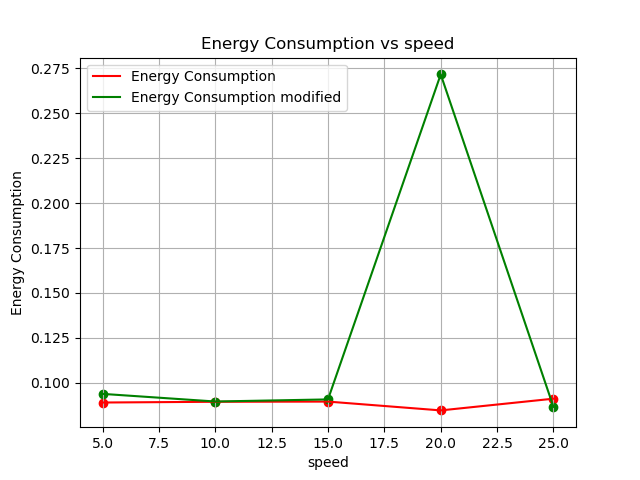 Energy Consumption vs speed
Energy Consumption
Energy Consumption modified
0.275
0.250
0.225
0.200
0.175
0.150
0.125
0.100
Energy Consumption
5.0 7.5 10.0 12.5 15.0 17.5 20.0 22.5 25.0
speed